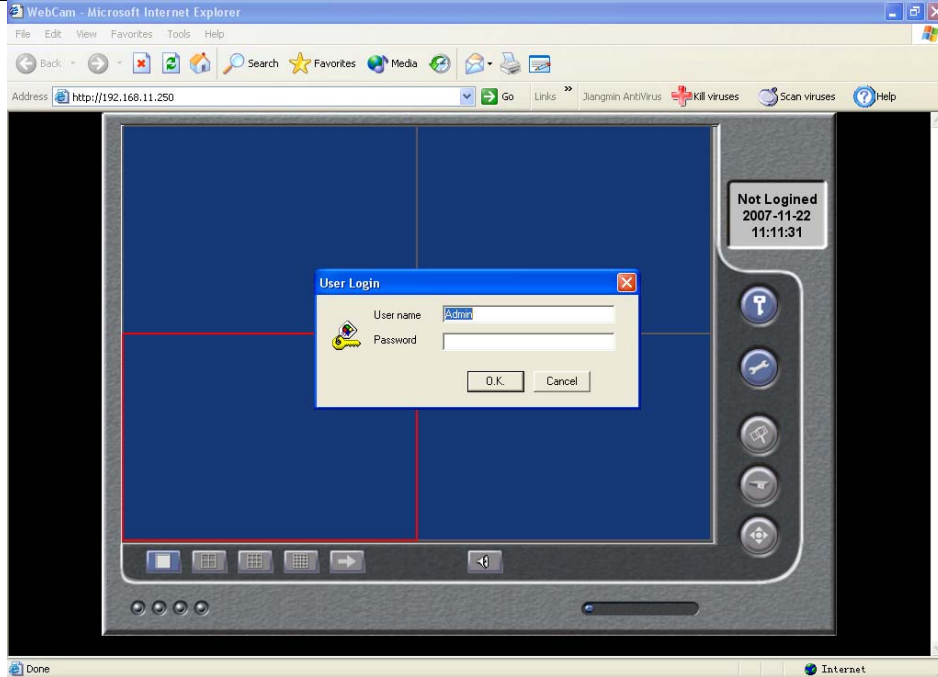 WebCam - Microsoft Internet Explorer
File Edit View Favorites Tools Help
Back Search Favorites Media
Address http://192.168.11.250 Go Links » Jiangmin AntiVirus Kill viruses Scan viruses Help
Not Logined
2007-11-22
11:11:31
User Login
User name Admin
Password
O.K. Cancel
Done Internet